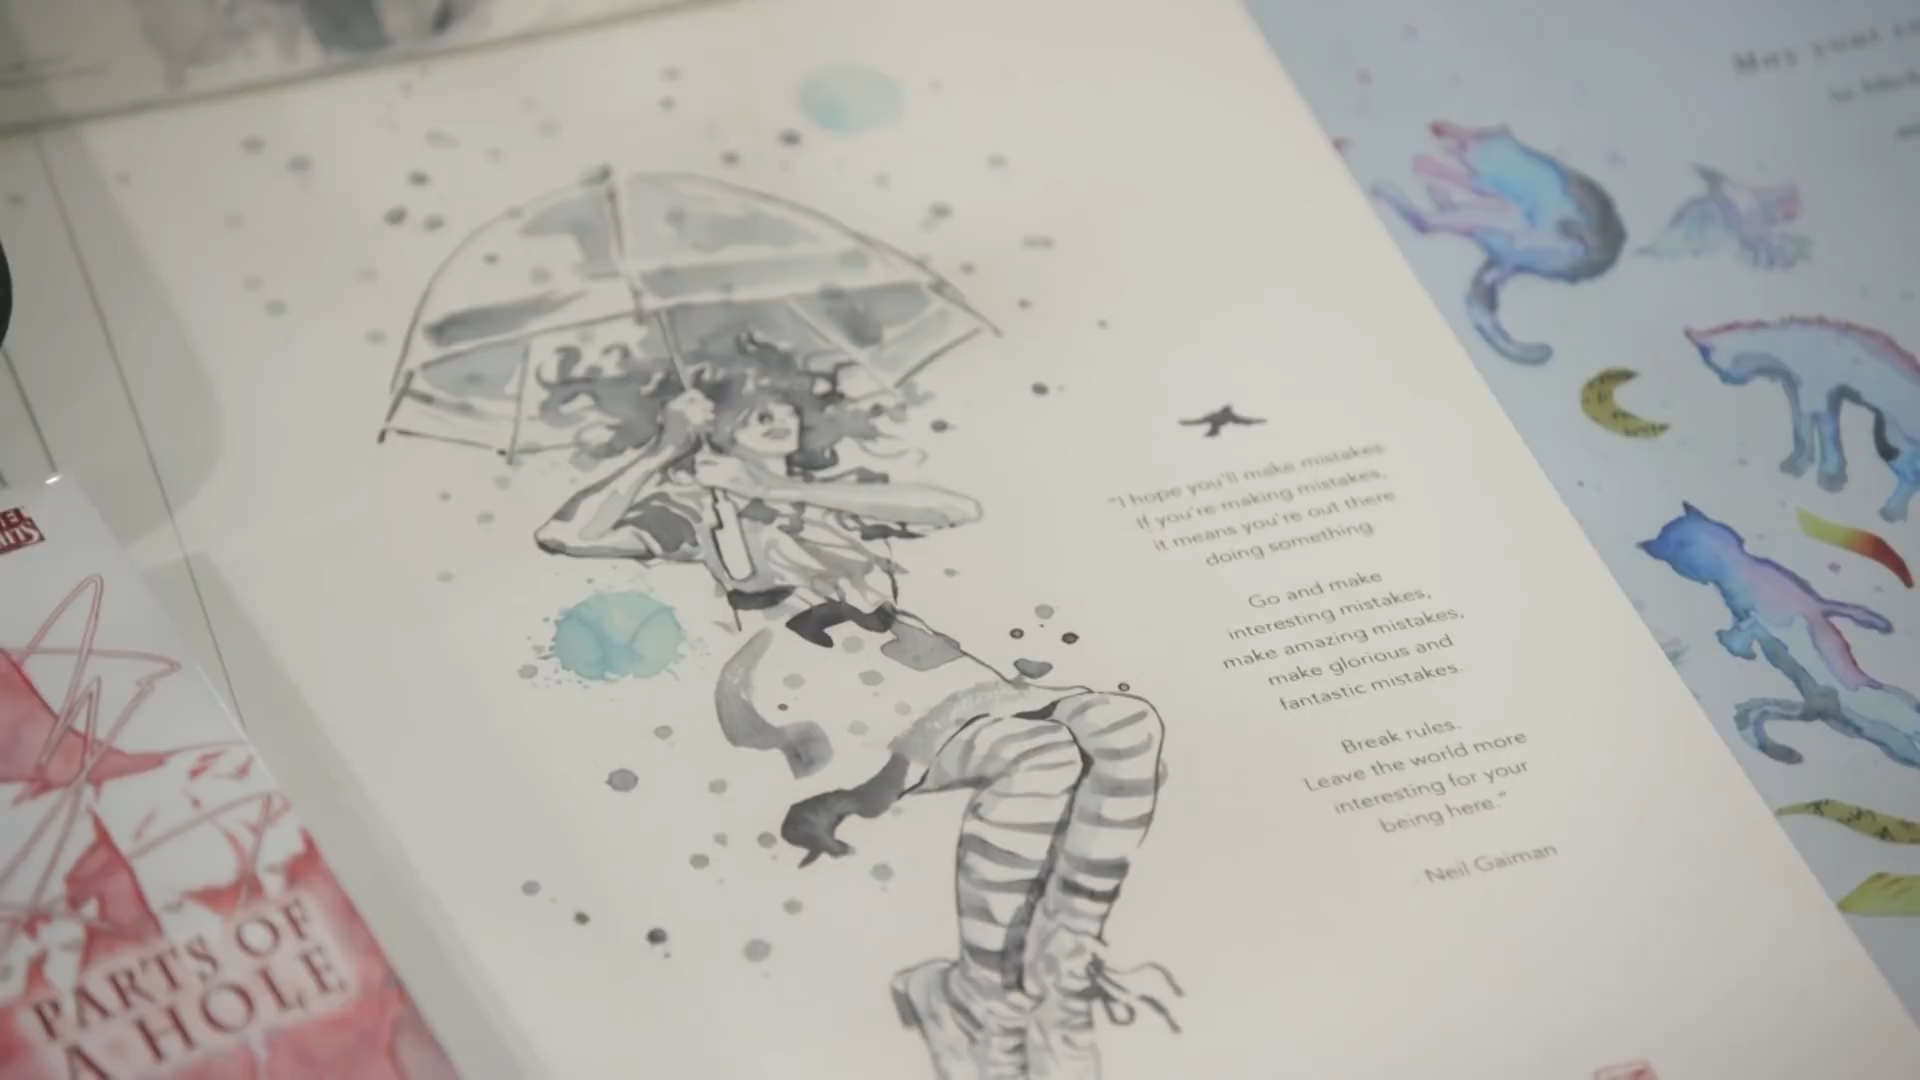 May your
"I hope you'll make mistakes.
If you're making mistakes,
it means you're out there
doing something
Go and make
interesting mistakes,
make amazing mistakes,
make glorious and
fantastic mistakes.
Break rules.
Leave the world more
interesting for your
being here."
Neil Gaiman
PARTS OF
A HOLE